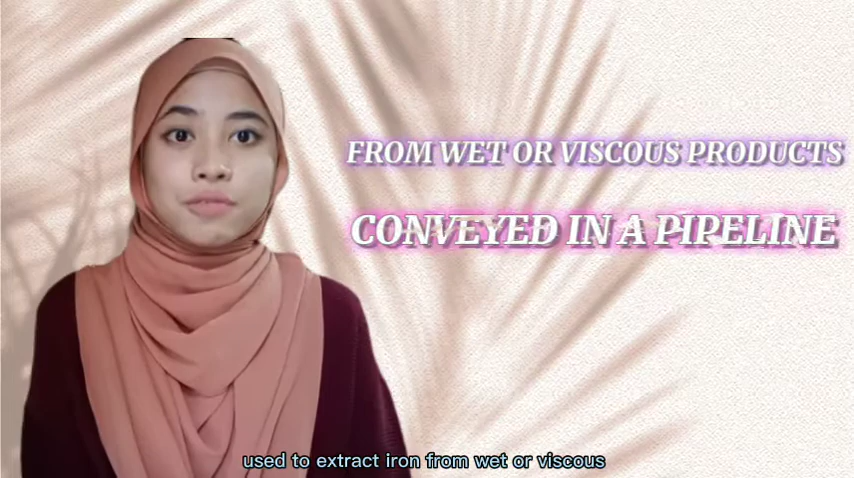 FROM WET OR VISCOUS PRODUCTS
CONVEYED IN A PIPELINE
used to extract iron from wet or viscous